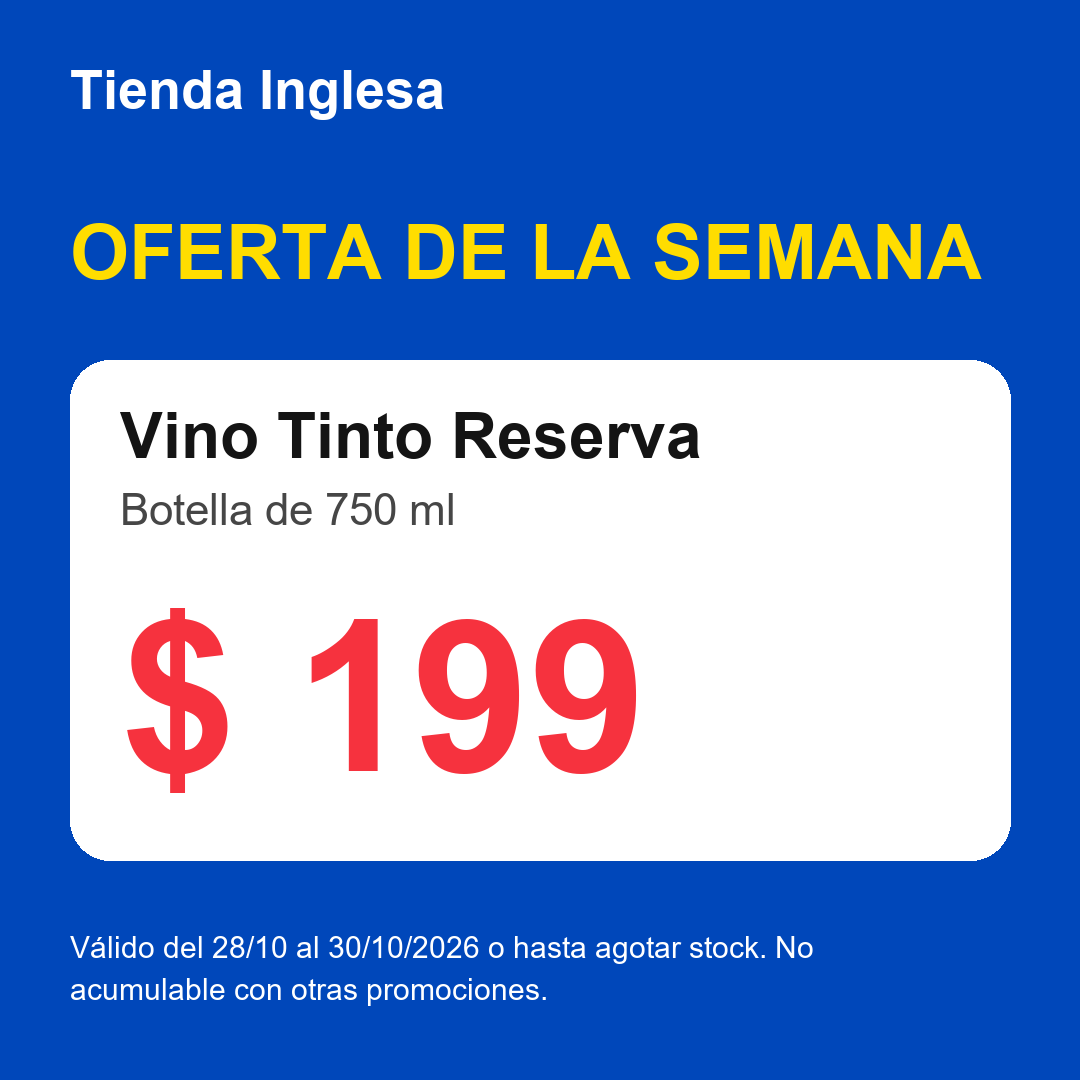 Tienda Inglesa
OFERTA DE LA SEMANA
Vino Tinto Reserva
Botella de 750 ml
$ 199
Válido del 28/10 al 30/10/2026 o hasta agotar stock. No
acumulable con otras promociones.